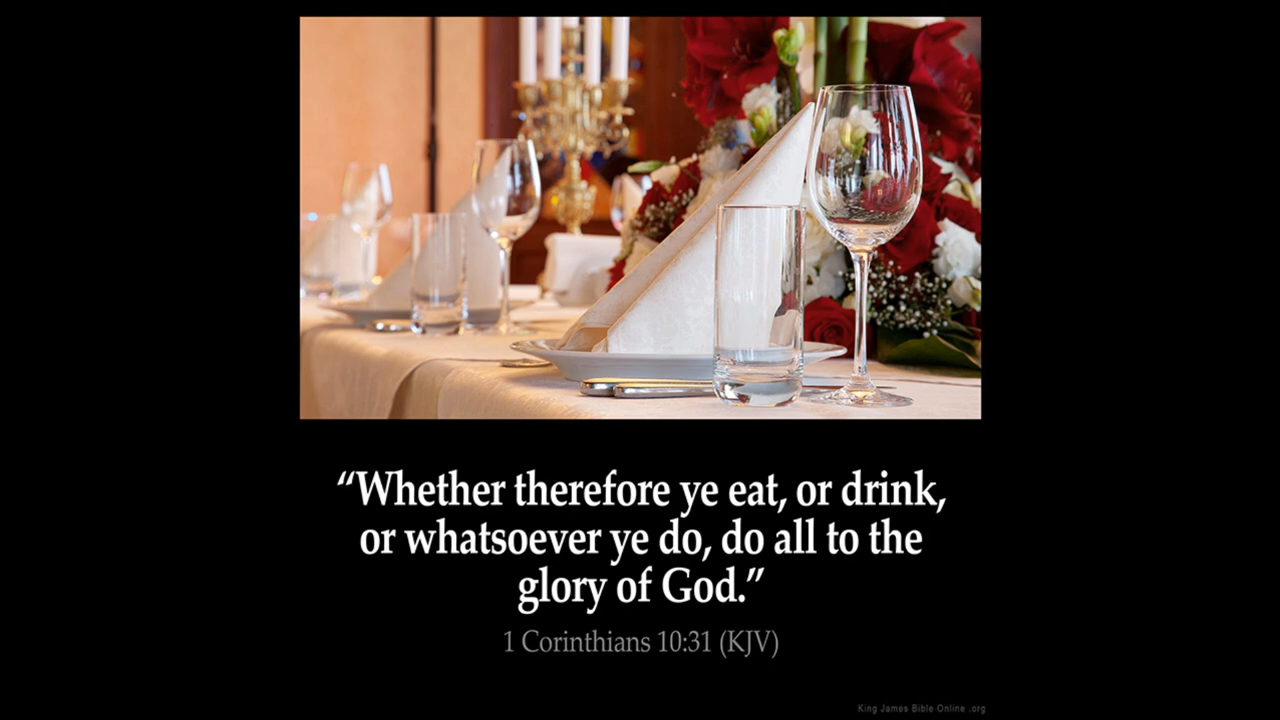 “Whether therefore ye eat, or drink,
or whatsoever ye do, do all to the
glory of God.”
1 Corinthians 10:31 (KJV)
King James Bible Online .org